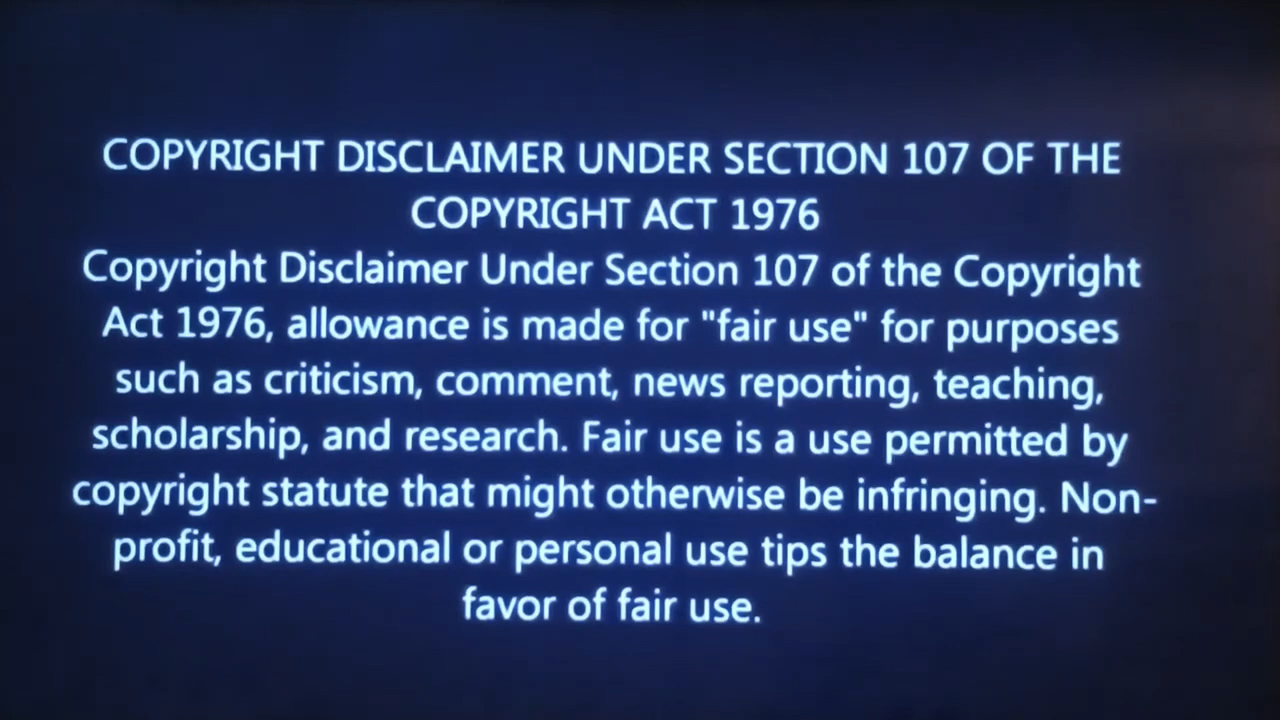 COPYRIGHT DISCLAIMER UNDER SECTION 107 OF THE
COPYRIGHT ACT 1976
Copyright Disclaimer Under Section 107 of the Copyright
Act 1976, allowance is made for "fair use" for purposes
such as criticism, comment, news reporting, teaching,
scholarship, and research. Fair use is a use permitted by
copyright statute that might otherwise be infringing. Non-
profit, educational or personal use tips the balance in
favor of fair use.